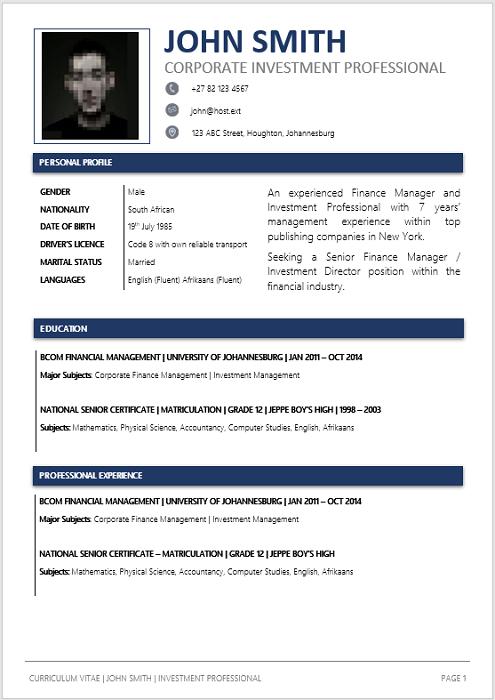 JOHN SMITH
CORPORATE INVESTMENT PROFESSIONAL
+27 82 123 4567
john@host.ext
123 ABC Street, Houghton, Johannesburg
PERSONAL PROFILE
GENDER Male
NATIONALITY South African
DATE OF BIRTH 19th July 1985
DRIVER'S LICENCE Code 8 with own reliable transport
MARITAL STATUS Married
LANGUAGES English (Fluent) Afrikaans (Fluent)
An experienced Finance Manager and
Investment Professional with 7 years'
management experience within top
publishing companies in New York.
Seeking a Senior Finance Manager /
Investment Director position within the
financial industry.
EDUCATION
BCOM FINANCIAL MANAGEMENT | UNIVERSITY OF JOHANNESBURG | JAN 2011 – OCT 2014
Major Subjects: Corporate Finance Management | Investment Management
NATIONAL SENIOR CERTIFICATE | MATRICULATION | GRADE 12 | JEPPE BOY'S HIGH | 1998 – 2003
Subjects: Mathematics, Physical Science, Accountancy, Computer Studies, English, Afrikaans
PROFESSIONAL EXPERIENCE
BCOM FINANCIAL MANAGEMENT | UNIVERSITY OF JOHANNESBURG | JAN 2011 – OCT 2014
Major Subjects: Corporate Finance Management | Investment Management
NATIONAL SENIOR CERTIFICATE – MATRICULATION | GRADE 12 | JEPPE BOY'S HIGH
Subjects: Mathematics, Physical Science, Accountancy, Computer Studies, English, Afrikaans
CURRICULUM VITAE | JOHN SMITH | INVESTMENT PROFESSIONAL PAGE 1